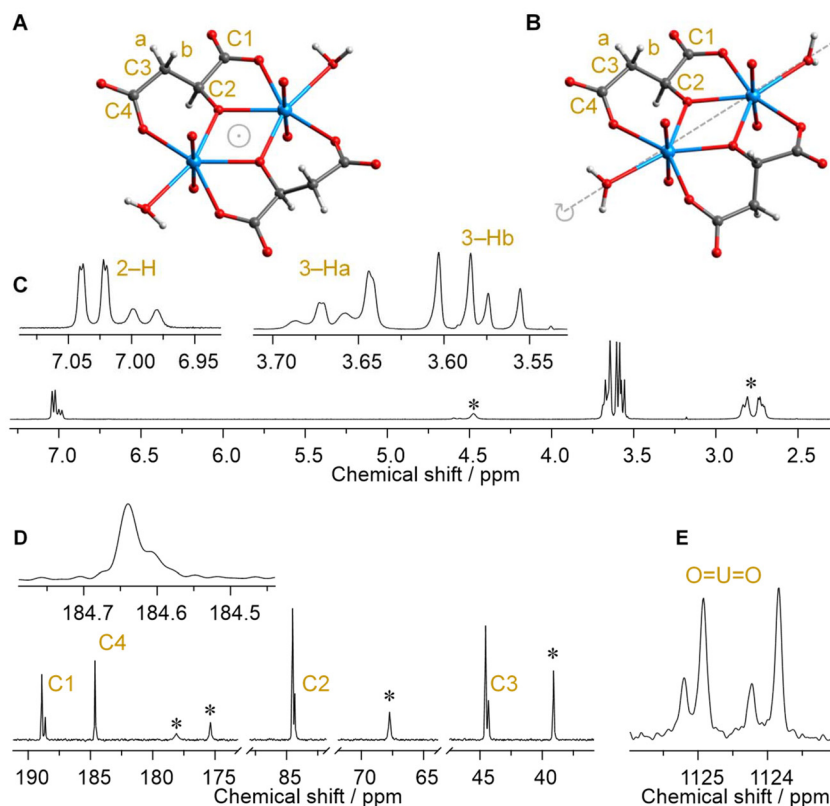 A
a
b
C1
C3
C2
C4
B
a
b
C1
C3
C2
C4
C
2–H
3–Ha
3–Hb
7.05 7.00 6.95
3.70 3.65 3.60 3.55
*
*
7.0 6.5 6.0 5.5 5.0 4.5 4.0 3.5 3.0 2.5
Chemical shift / ppm
D
184.7 184.6 184.5
C1
C4
*
*
C2
*
C3
*
190 185 180 175 85 70 65 45 40
Chemical shift / ppm
E
O=U=O
1125 1124
Chemical shift / ppm